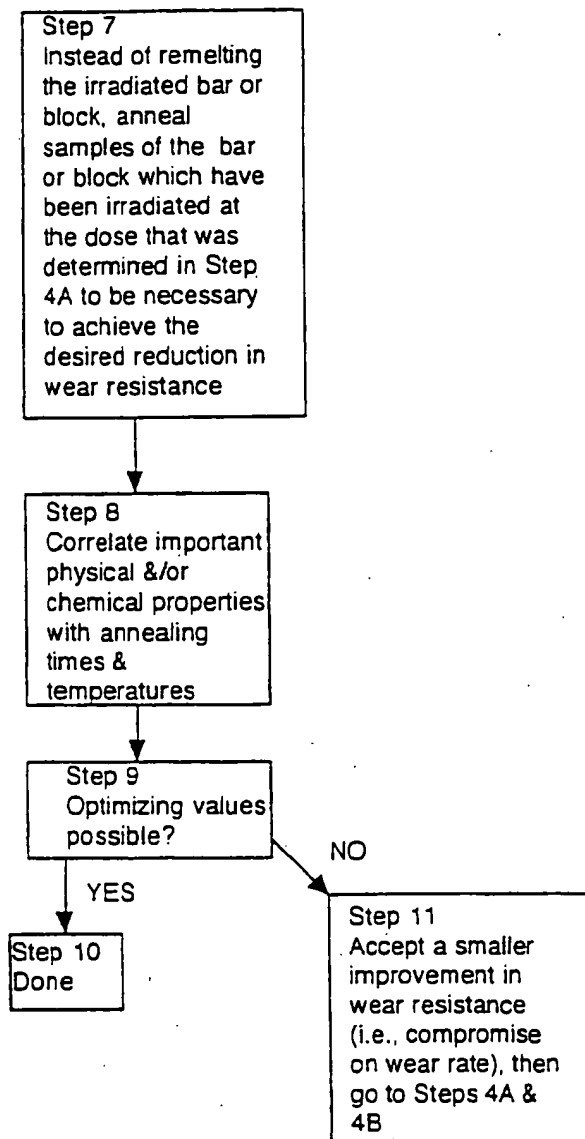 Step 7
Instead of remelting
the irradiated bar or
block, anneal
samples of the bar
or block which have
been irradiated at
the dose that was
determined in Step
4A to be necessary
to achieve the
desired reduction in
wear resistance
Step 8
Correlate important
physical &/or
chemical properties
with annealing
times &
temperatures
Step 9
Optimizing values
possible?
NO
YES
Step 10
Done
Step 11
Accept a smaller
improvement in
wear resistance
(i.e., compromise
on wear rate), then
go to Steps 4A &
4B